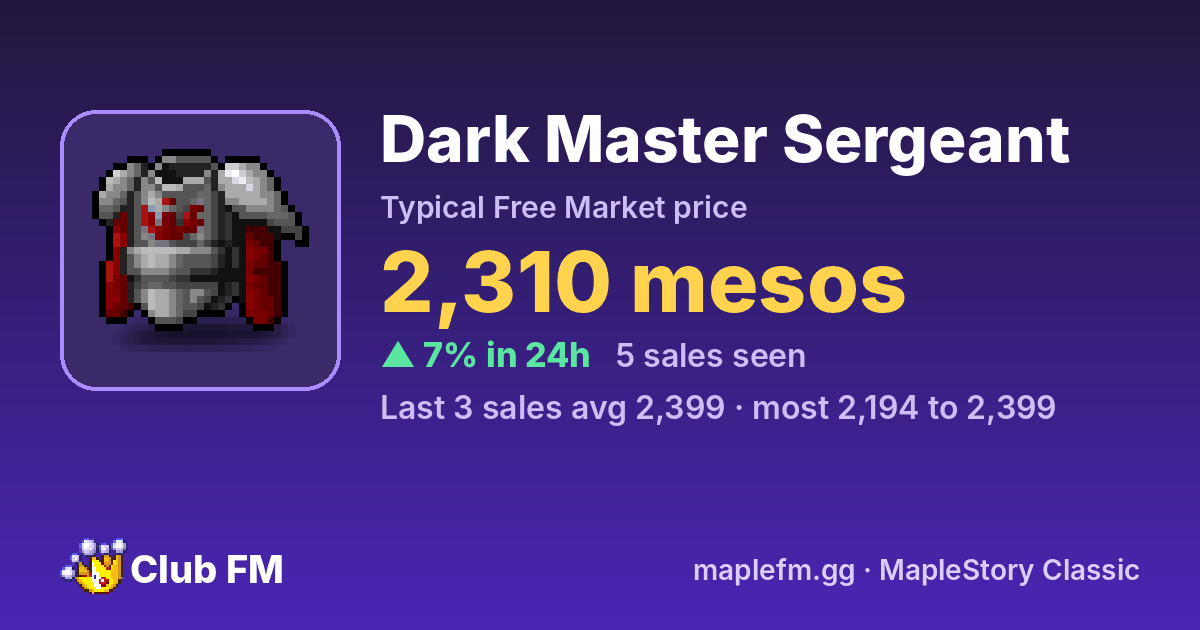 Dark Master Sergeant
Typical Free Market price
2,310 mesos
▲ 7% in 24h 5 sales seen
Last 3 sales avg 2,399 · most 2,194 to 2,399
Club FM
maplefm.gg · MapleStory Classic